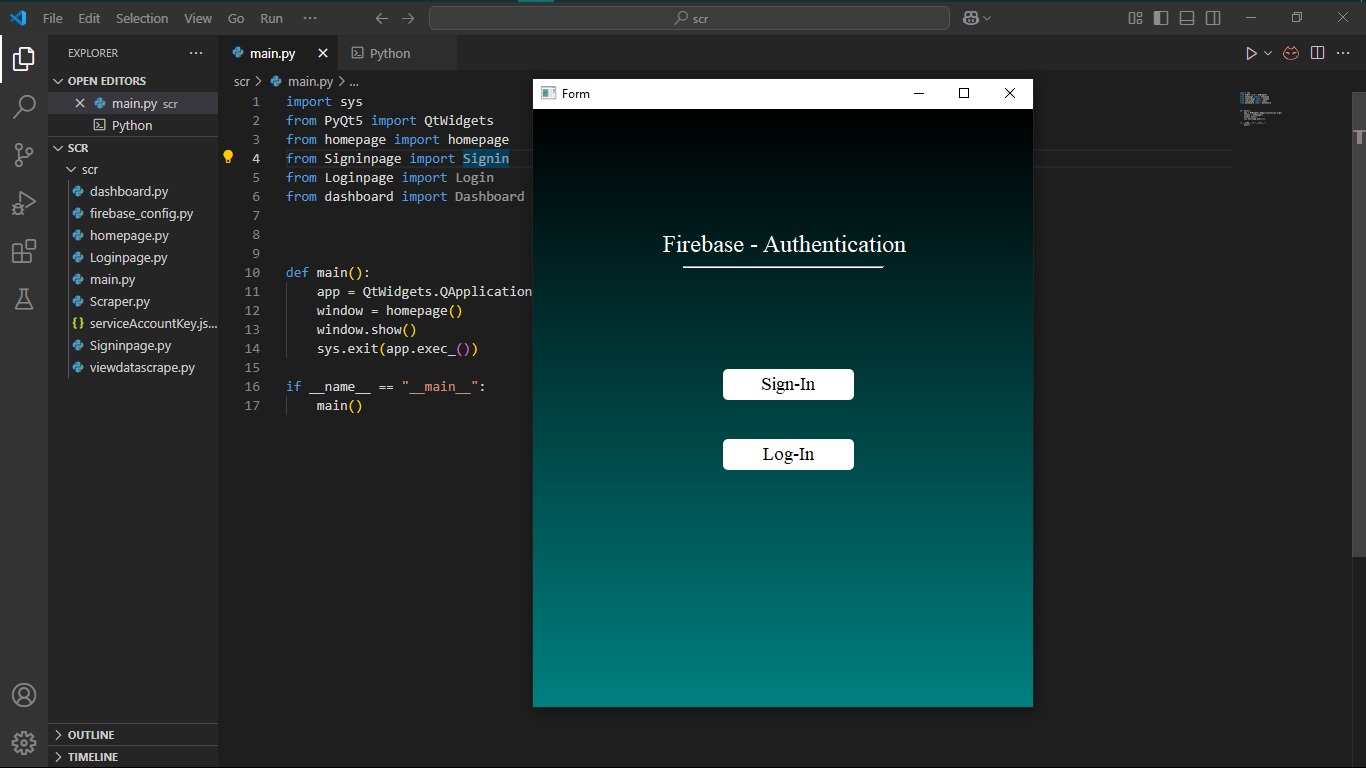 File Edit Selection View Go Run ···
scr
EXPLORER
OPEN EDITORS
main.py scr
Python
SCR
scr
dashboard.py
firebase_config.py
homepage.py
Loginpage.py
main.py
Scraper.py
{} serviceAccountKey.js...
Signinpage.py
viewdatascrape.py
OUTLINE
TIMELINE
main.py
Python
scr > main.py > ...
1 import sys
2 from PyQt5 import QtWidgets
3 from homepage import homepage
4 from Signinpage import Signin
5 from Loginpage import Login
6 from dashboard import Dashboard
7
8
9
10 def main():
11 app = QtWidgets.QApplication
12 window = homepage()
13 window.show()
14 sys.exit(app.exec_())
15
16 if __name__ == "__main__":
17 main()
Form
Firebase - Authentication
Sign-In
Log-In